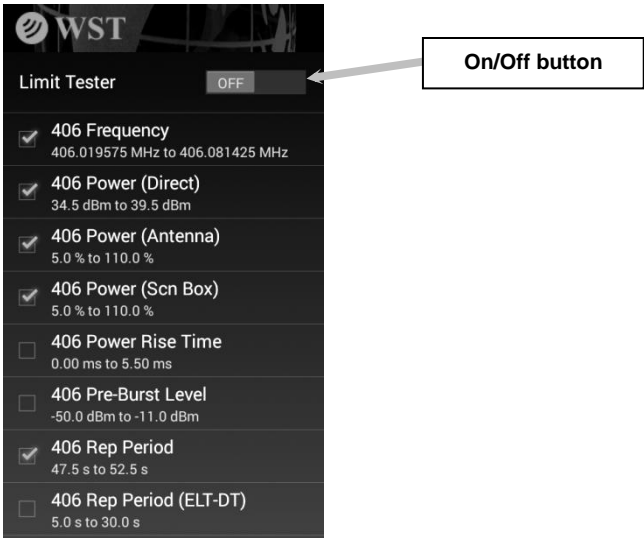 WST
Limit Tester OFF
On/Off button
406 Frequency
406.019575 MHz to 406.081425 MHz
406 Power (Direct)
34.5 dBm to 39.5 dBm
406 Power (Antenna)
5.0 % to 110.0 %
406 Power (Scn Box)
5.0 % to 110.0 %
406 Power Rise Time
0.00 ms to 5.50 ms
406 Pre-Burst Level
-50.0 dBm to -11.0 dBm
406 Rep Period
47.5 s to 52.5 s
406 Rep Period (ELT-DT)
5.0 s to 30.0 s